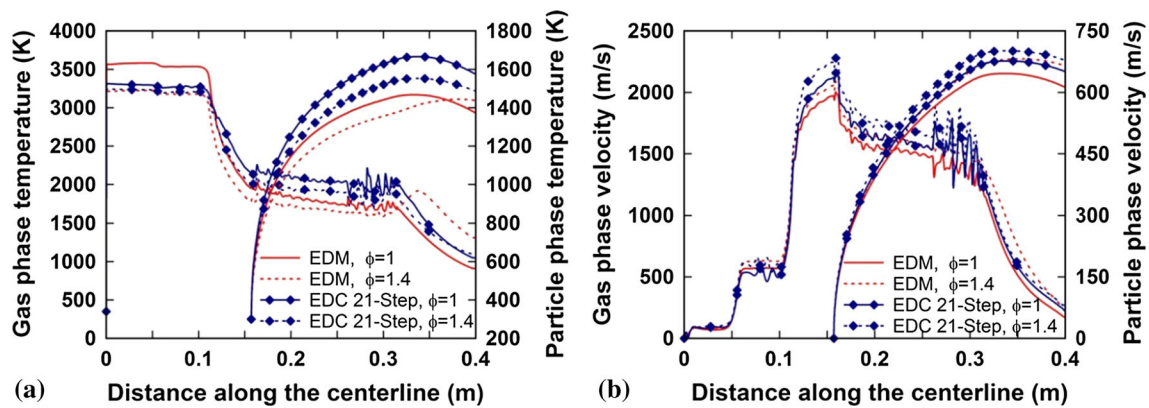 4000
3500
3000
2500
2000
1500
1000
500
0
Gas phase temperature (K)
1800
1600
1400
1200
1000
800
600
400
200
Particle phase temperature (K)
EDM, ϕ=1
EDM, ϕ=1.4
EDC 21-Step, ϕ=1
EDC 21-Step, ϕ=1.4
0 0.1 0.2 0.3 0.4
Distance along the centerline (m)
(a)
2500
2000
1500
2000
500
0
Gas phase velocity (m/s)
750
600
450
300
150
0
Particle phase velocity (m/s)
EDM, ϕ=1
EDM, ϕ=1.4
EDC 21-Step, ϕ=1
EDC 21-Step, ϕ=1.4
0 0.1 0.2 0.3 0.4
Distance along the centerline (m)
(b)